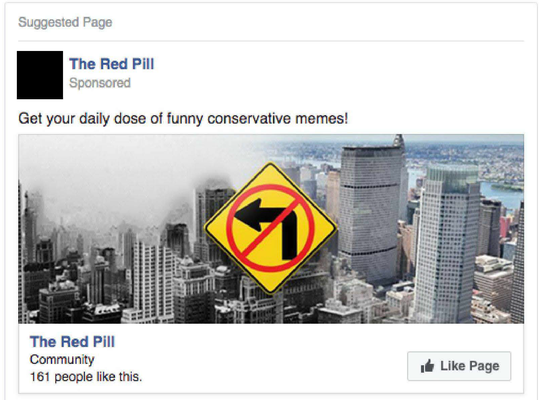 Suggested Page
The Red Pill
Sponsored
Get your daily dose of funny conservative memes!
The Red Pill
Community
161 people like this.
Like Page